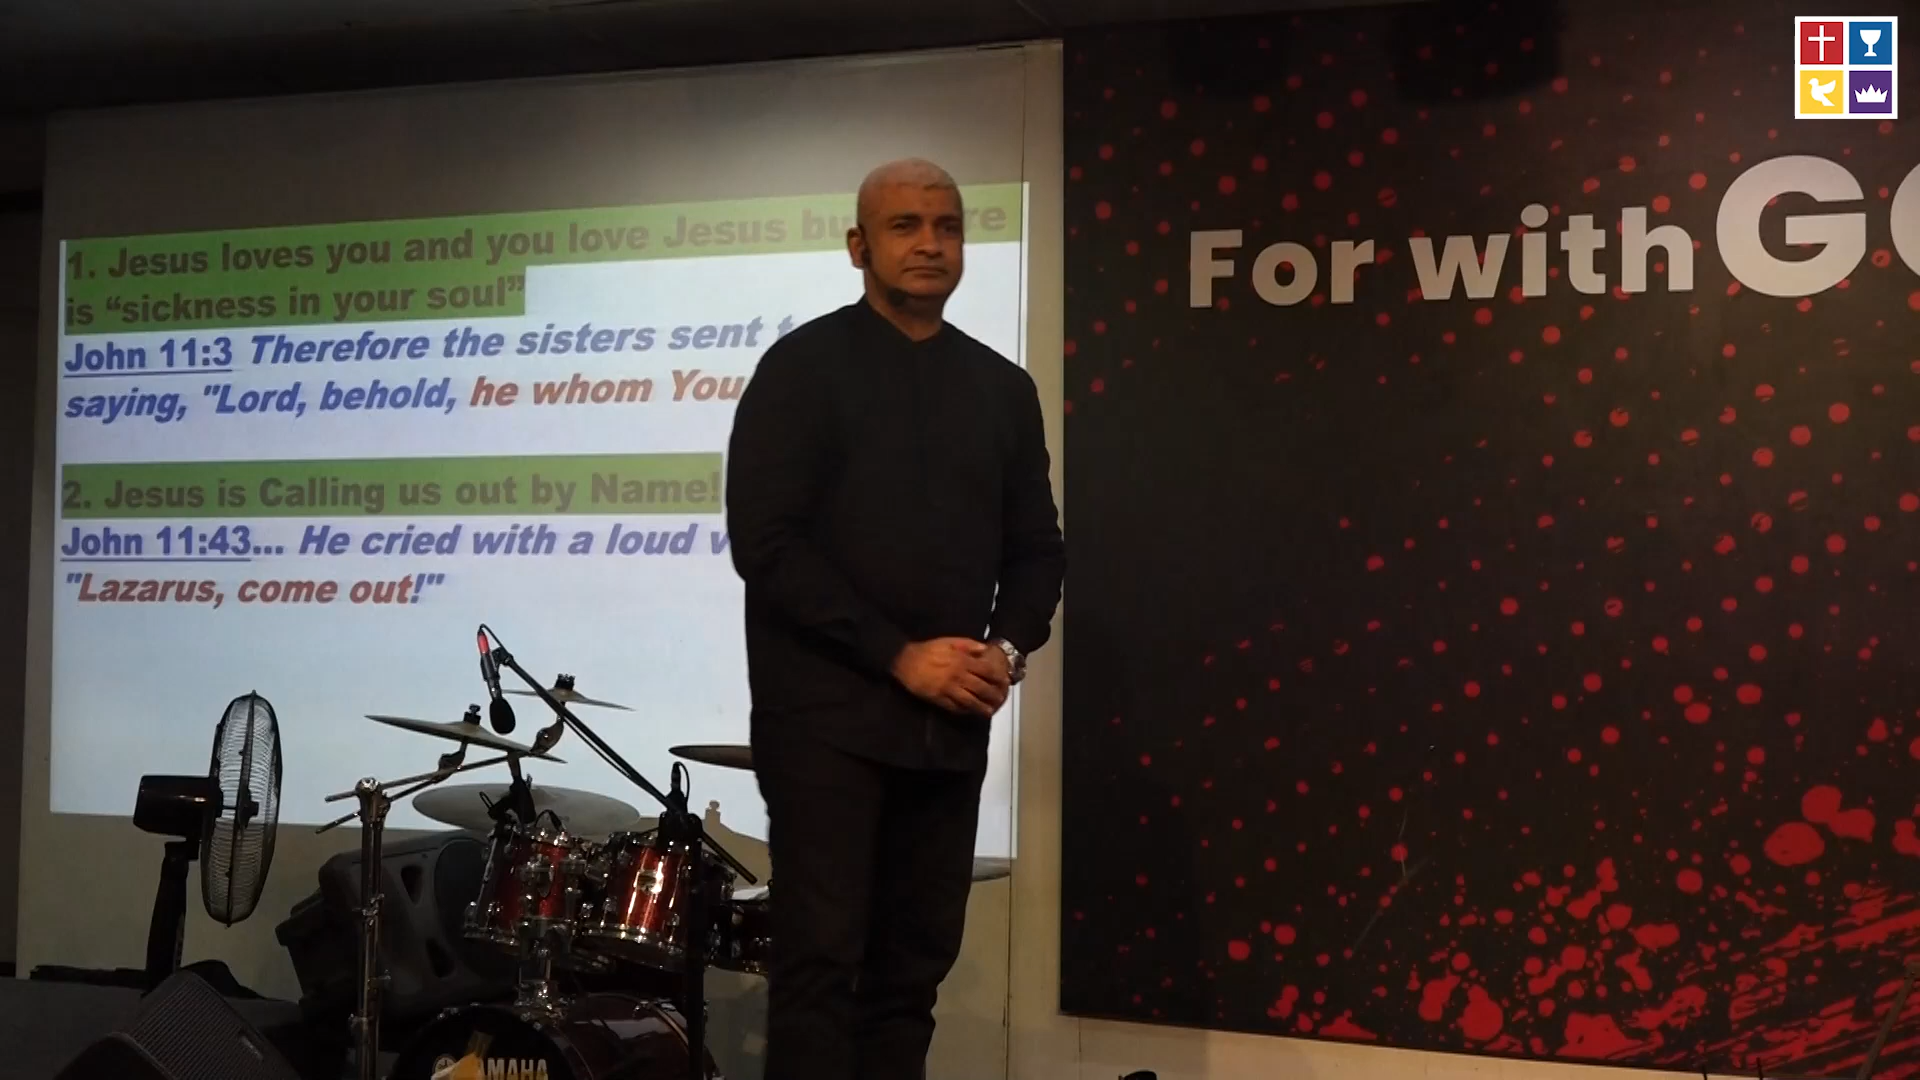 1. Jesus loves you and you love Jesus
is “sickness in your soul”
John 11:3 Therefore the sisters sent
saying, "Lord, behold, he whom You
2. Jesus is Calling us out by Name!
John 11:43... He cried with a loud
"Lazarus, come out!"
For with